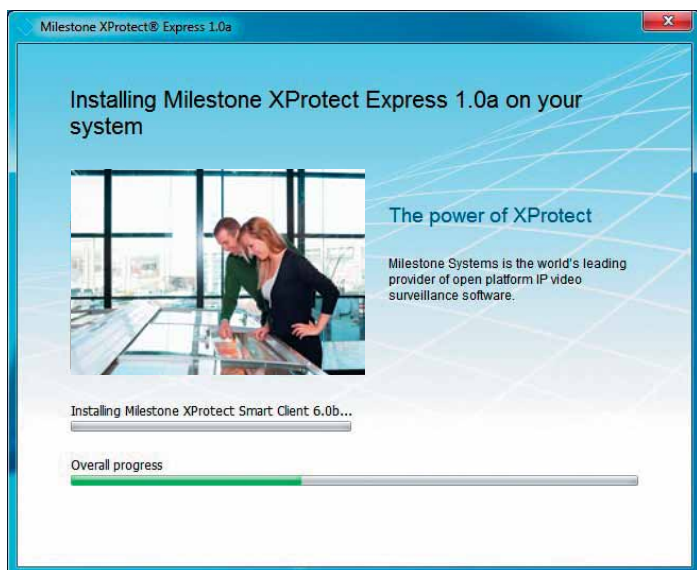 Milestone XProtect® Express 1.0a
Installing Milestone XProtect Express 1.0a on your
system
The power of XProtect
Milestone Systems is the world's leading
provider of open platform IP video
surveillance software.
Installing Milestone XProtect Smart Client 6.0b...
Overall progress